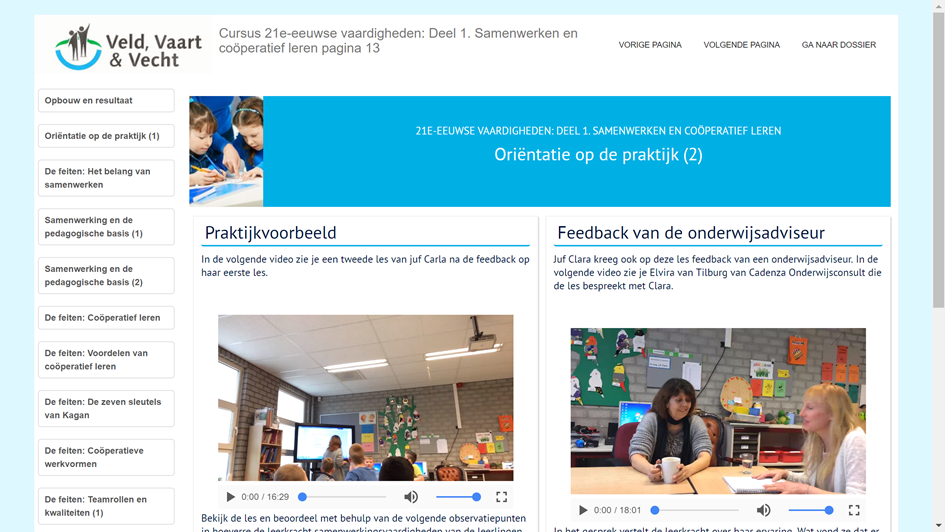 Veld, Vaart
& Vecht
Cursus 21e-eeuwse vaardigheden: Deel 1. Samenwerken en
coöperatief leren pagina 13
VORIGE PAGINA
VOLGENDE PAGINA
GA NAAR DOSSIER
Opbouw en resultaat
Oriëntatie op de praktijk (1)
De feiten: Het belang van
samenwerken
Samenwerking en de
pedagogische basis (1)
Samenwerking en de
pedagogische basis (2)
De feiten: Coöperatief leren
De feiten: Voordelen van
coöperatief leren
De feiten: De zeven sleutels
van Kagan
De feiten: Coöperatieve
werkvormen
De feiten: Teamrollen en
kwaliteiten (1)
21E-EEUWSE VAARDIGHEDEN: DEEL 1. SAMENWERKEN EN COÖPERATIEF LEREN
Oriëntatie op de praktijk (2)
Praktijkvoorbeeld
In de volgende video zie je een tweede les van juf Carla na de feedback op
haar eerste les.
0:00 / 16:29
Bekijk de les en beoordeel met behulp van de volgende observatiepunten
in hoeverre de leerkracht samenwerkingsvaardigheden van de leerlingen
Feedback van de onderwijsadviseur
Juf Clara kreeg ook op deze les feedback van een onderwijsadviseur. In de
volgende video zie je Elvira van Tilburg van Cadenza Onderwijsconsult die
de les bespreekt met Clara.
0:00 / 18:01
In het gesprek vertelt de leerkracht over haar ervaring. Wat vond ze dat er